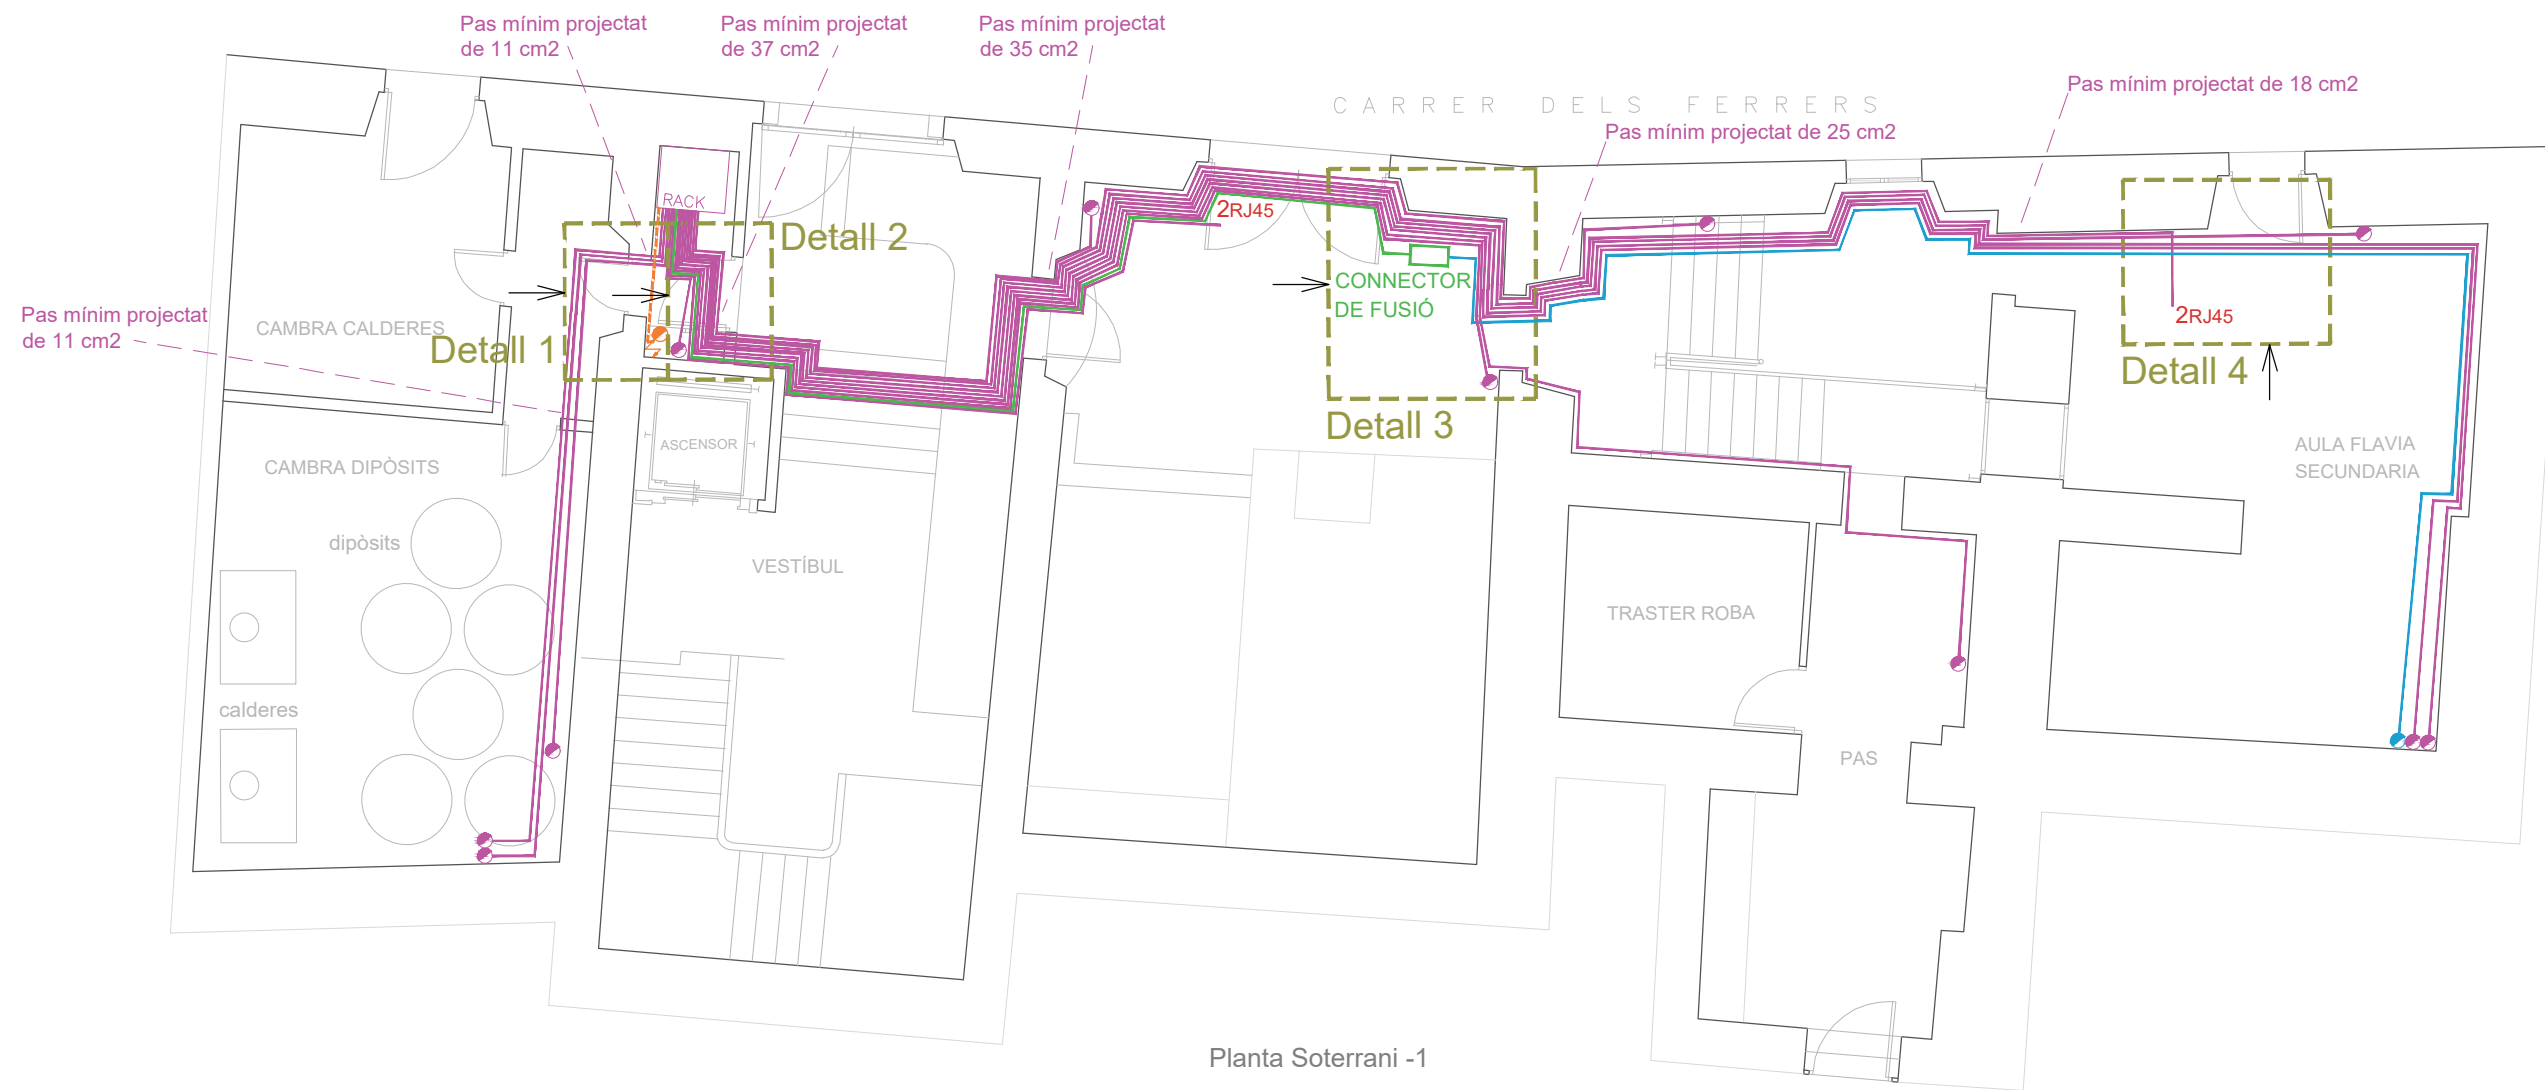 Pas mínim projectat
de 11 cm2
Pas mínim projectat
de 37 cm2
Pas mínim projectat
de 35 cm2
CARRER DELS FERRERS
Pas mínim projectat de 18 cm2
Pas mínim projectat de 25 cm2
RACK
2RJ45
Detall 2
CONNECTOR
DE FUSIÓ
Pas mínim projectat
de 11 cm2
CAMBRA CALDERES
Detall 1
2RJ45
Detall 4
Detall 3
ASCENSOR
AULA FLAVIA
SECUNDARIA
CAMBRA DIPÒSITS
dipòsits
VESTÍBUL
TRASTER ROBA
calderes
PAS
Planta Soterrani -1